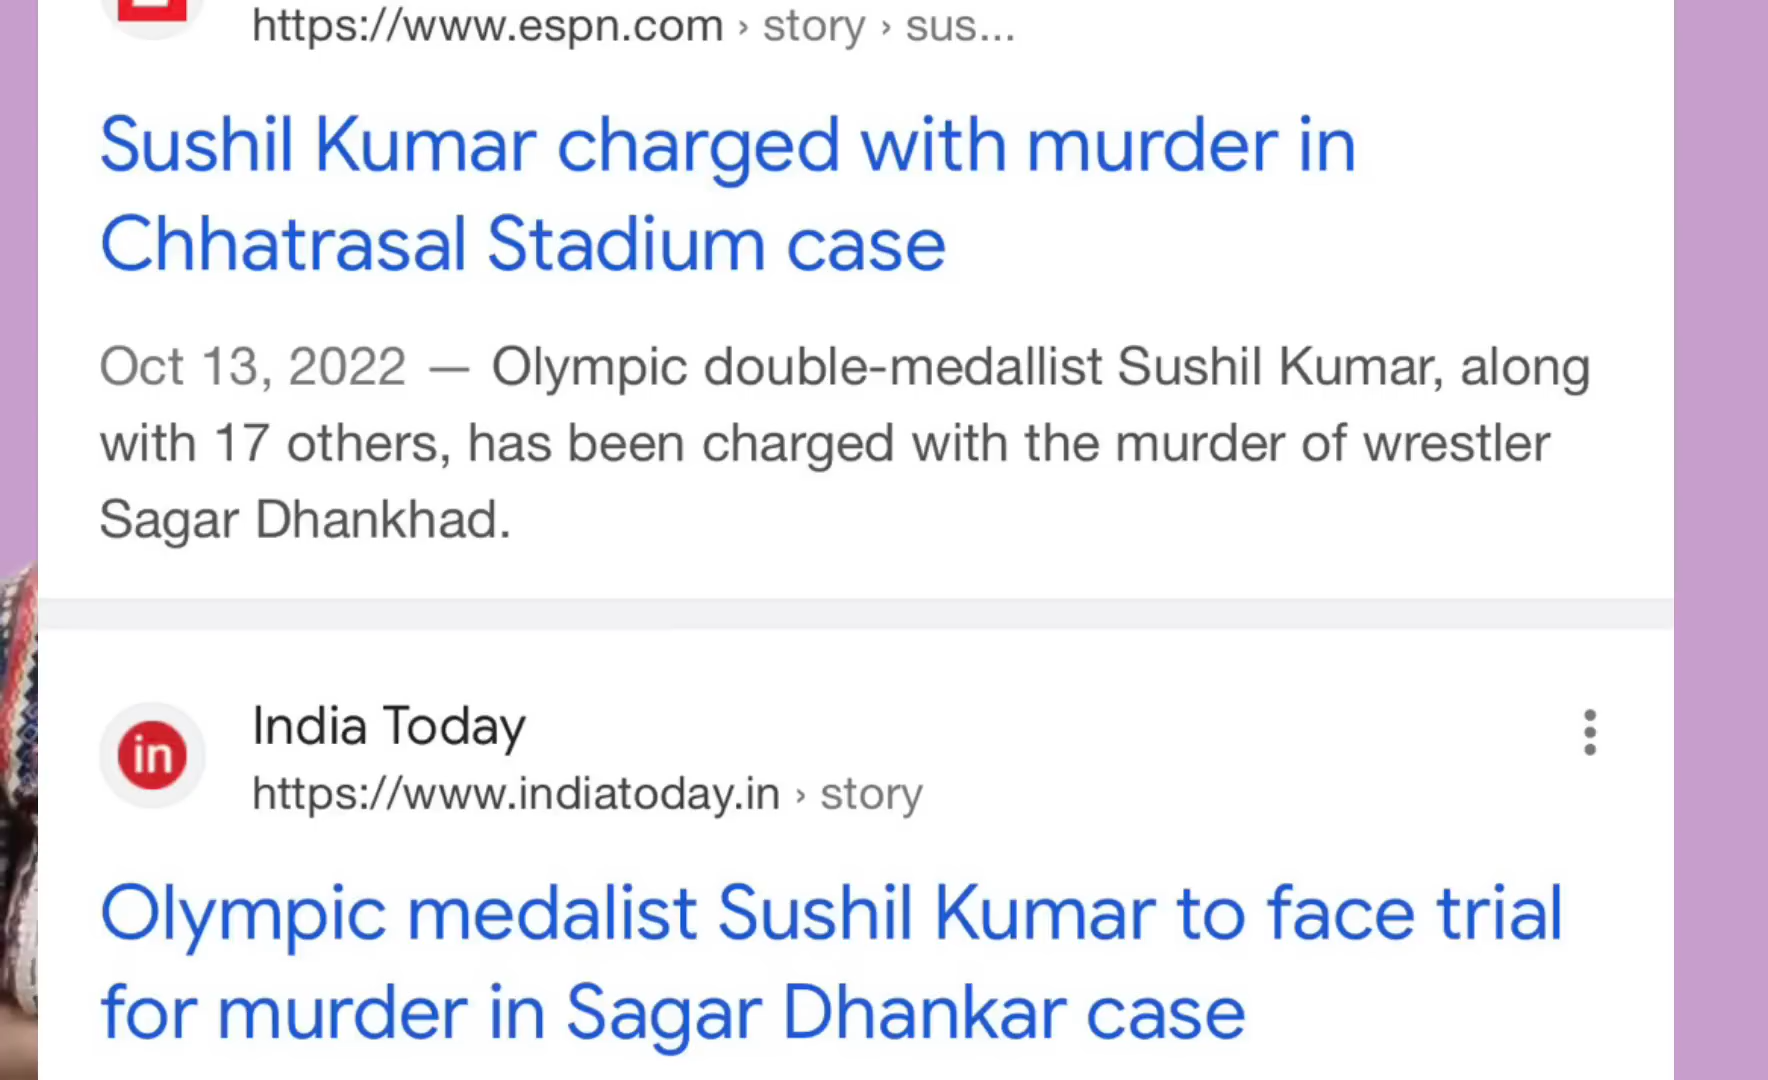 https://www.espn.com › story › sus...
Sushil Kumar charged with murder in
Chhatrasal Stadium case
Oct 13, 2022 — Olympic double-medallist Sushil Kumar, along
with 17 others, has been charged with the murder of wrestler
Sagar Dhankhad.
in
India Today
https://www.indiatoday.in › story
Olympic medalist Sushil Kumar to face trial
for murder in Sagar Dhankar case